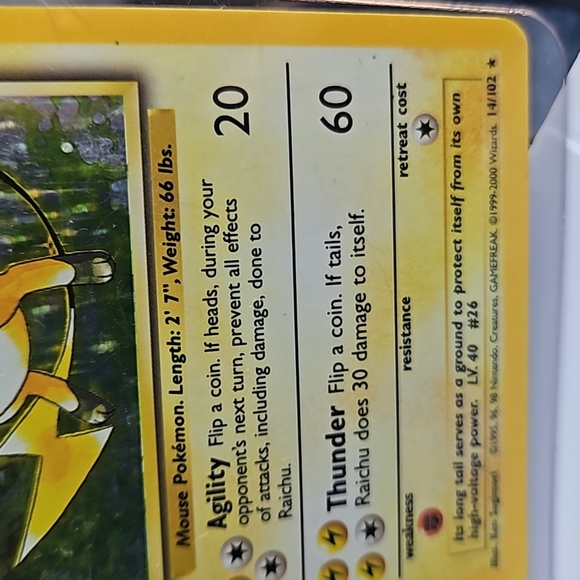 Mouse Pokémon. Length: 2' 7", Weight: 66 lbs.
Agility Flip a coin. If heads, during your
opponent's next turn, prevent all effects
of attacks, including damage, done to
Raichu.
20
Thunder Flip a coin. If tails,
Raichu does 30 damage to itself.
60
weakness resistance retreat cost
Its long tail serves as a ground to protect itself from its own
high-voltage power. LV. 40 #26
Illus. Ken Sugimori ©1995, 96, 98 Nintendo, Creatures, GAMEFREAK. ©1999-2000 Wizards. 14/102 ★